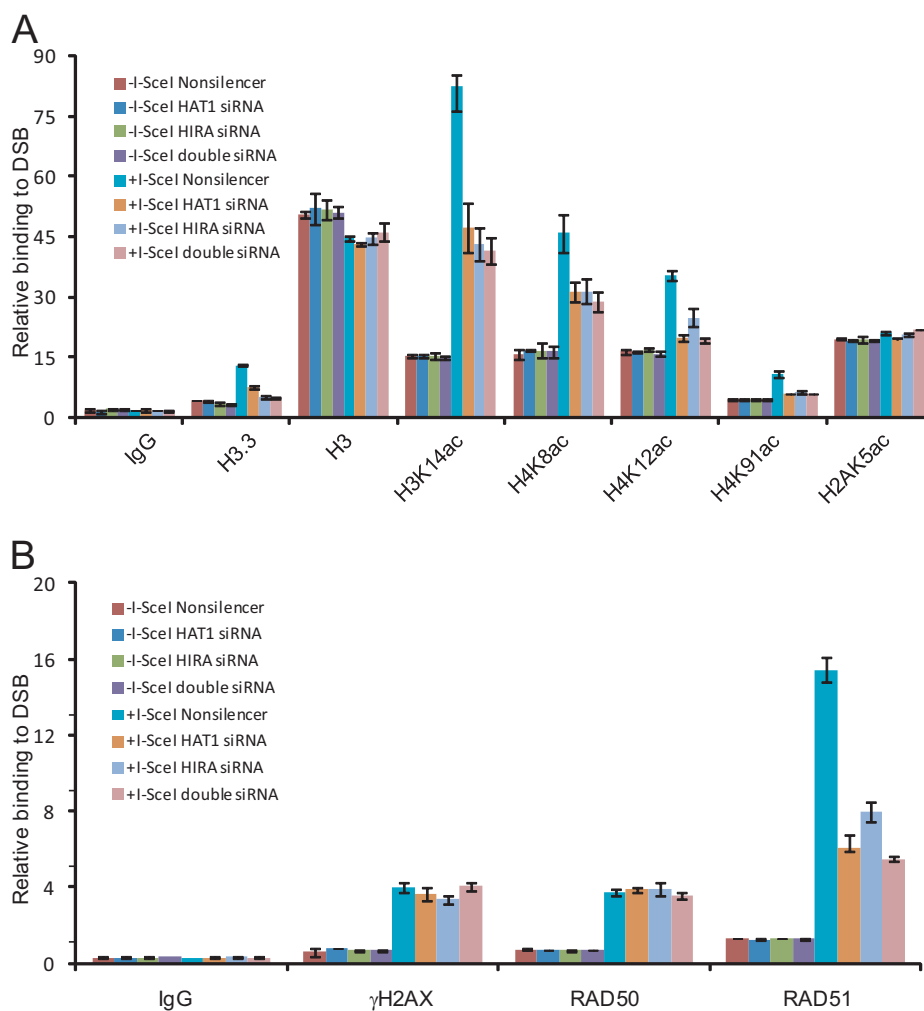 A
Relative binding to DSB
90
75
60
45
30
15
0
-I-SceI Nonsilencer
-I-SceI HAT1 siRNA
-I-SceI HIRA siRNA
-I-SceI double siRNA
+I-SceI Nonsilencer
+I-SceI HAT1 siRNA
+I-SceI HIRA siRNA
+I-SceI double siRNA
IgG
H3.3
H3
H3K14ac
H4K8ac
H4K12ac
H4K91ac
H2AK5ac
B
Relative binding to DSB
20
16
12
8
4
0
-I-SceI Nonsilencer
-I-SceI HAT1 siRNA
-I-SceI HIRA siRNA
-I-SceI double siRNA
+I-SceI Nonsilencer
+I-SceI HAT1 siRNA
+I-SceI HIRA siRNA
+I-SceI double siRNA
IgG
γH2AX
RAD50
RAD51